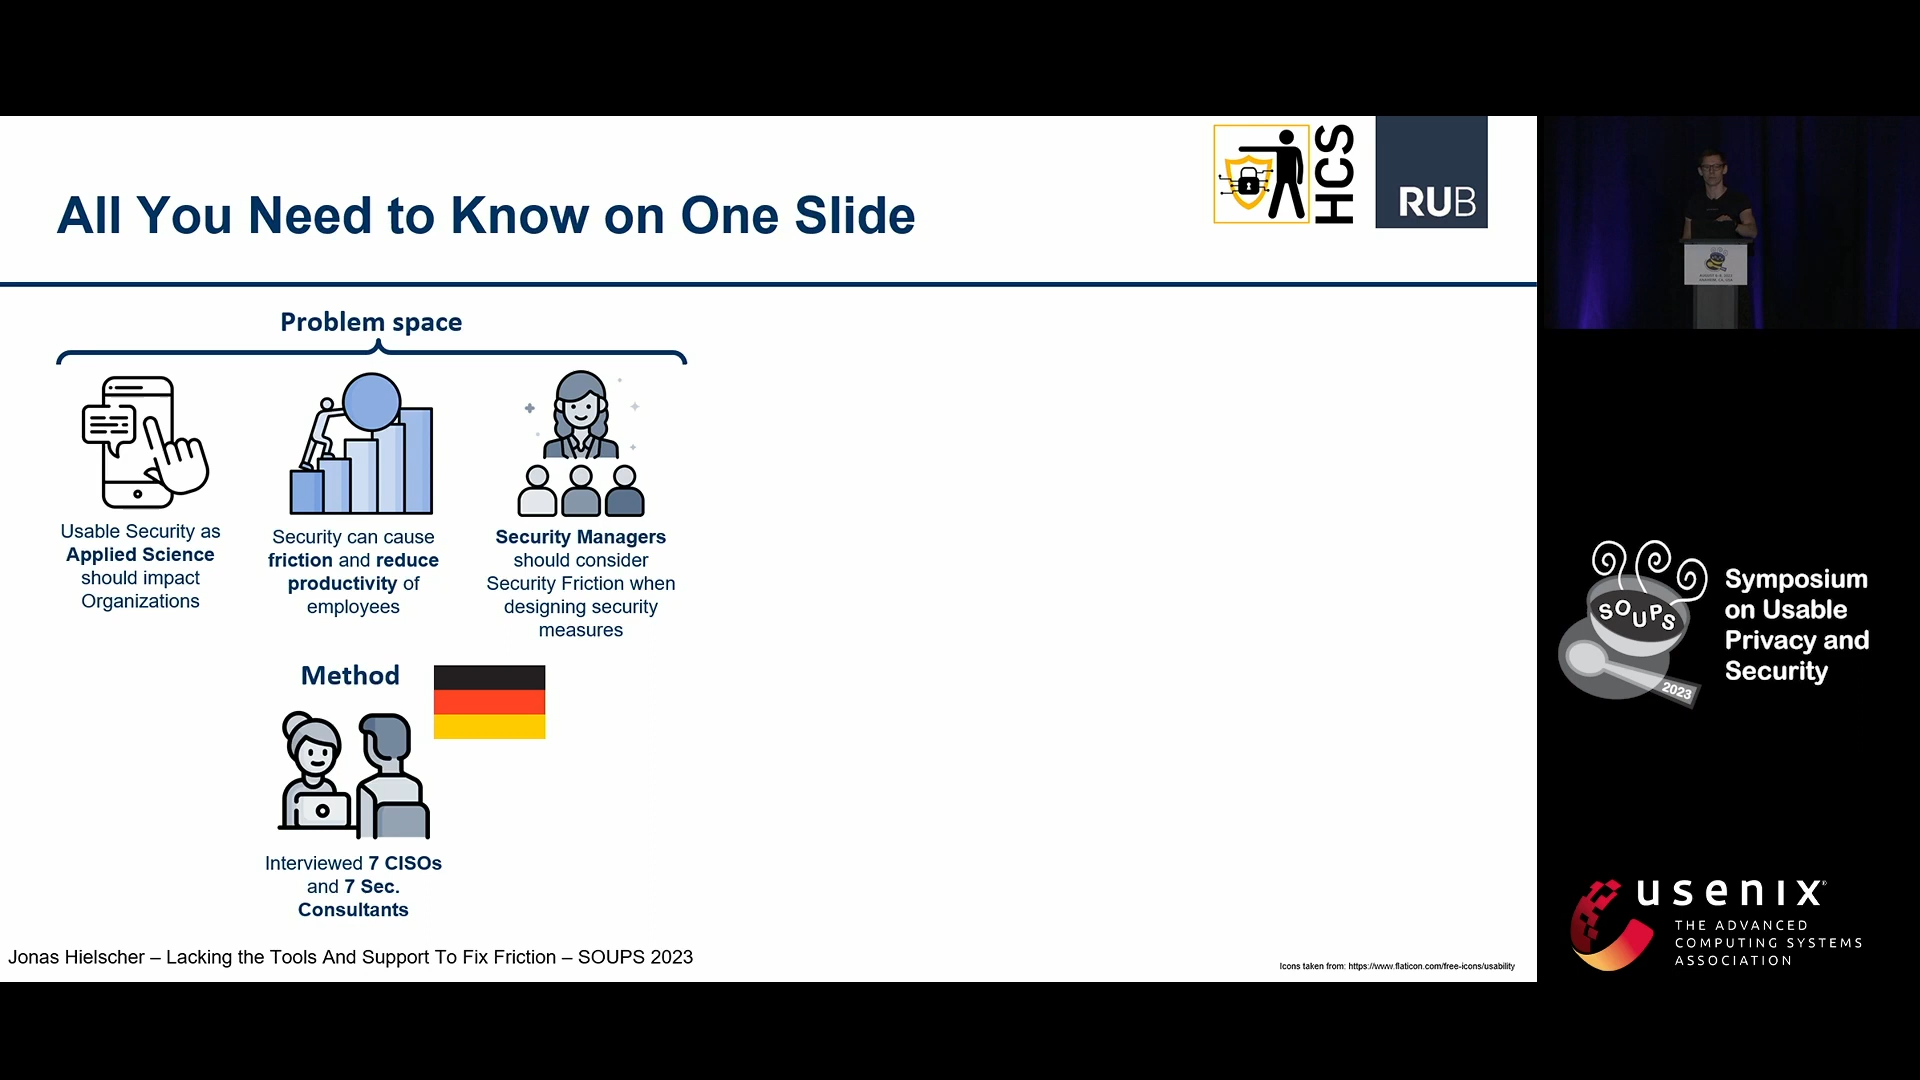 All You Need to Know on One Slide
HCS
RUB
Problem space
Usable Security as
Applied Science
should impact
Organizations
Security can cause
friction and reduce
productivity of
employees
Security Managers
should consider
Security Friction when
designing security
measures
Method
Interviewed 7 CISOs
and 7 Sec.
Consultants
Jonas Hielscher – Lacking the Tools And Support To Fix Friction – SOUPS 2023
Icons taken from: https://www.flaticon.com/free-icons/usability
SOUPS
2023
Symposium
on Usable
Privacy and
Security
usenix®
THE ADVANCED
COMPUTING SYSTEMS
ASSOCIATION